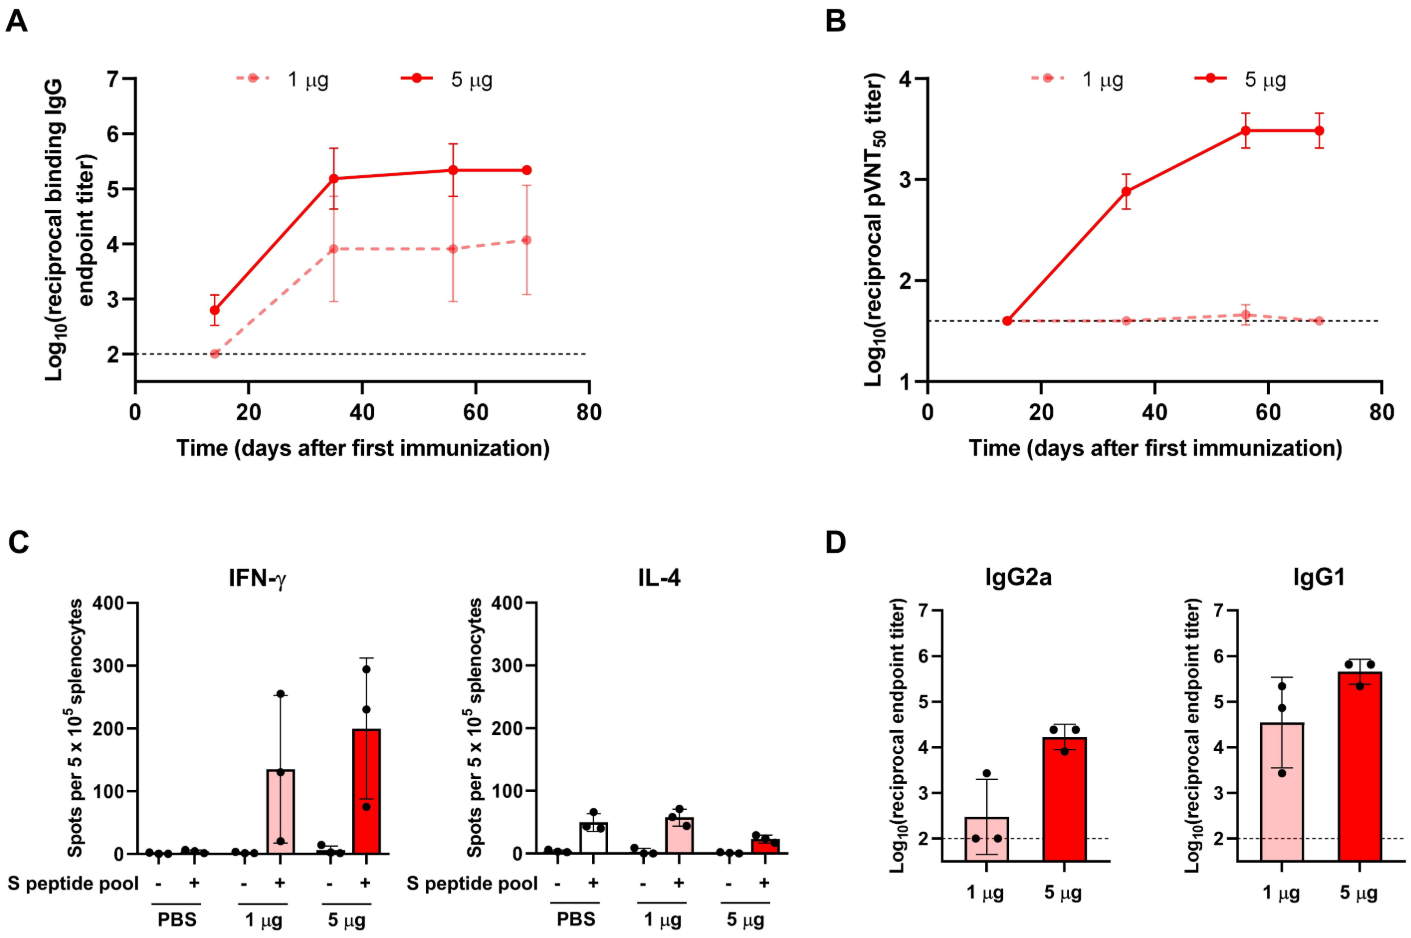 A
1 μg
5 μg
Log10(reciprocal binding IgG
endpoint titer)
7
6
5
4
3
2
0
20
40
60
80
Time (days after first immunization)
B
1 μg
5 μg
Log10(reciprocal pVNT50 titer)
4
3
2
1
0
20
40
60
80
Time (days after first immunization)
C
IFN-γ
Spots per 5 x 10^5 splenocytes
400
300
200
100
0
S peptide pool
- + - + - +
PBS 1 μg 5 μg
IL-4
Spots per 5 x 10^5 splenocytes
400
300
200
100
0
S peptide pool
- + - + - +
PBS 1 μg 5 μg
D
IgG2a
Log10(reciprocal endpoint titer)
7
6
5
4
3
2
1 μg 5 μg
IgG1
Log10(reciprocal endpoint titer)
7
6
5
4
3
2
1 μg 5 μg